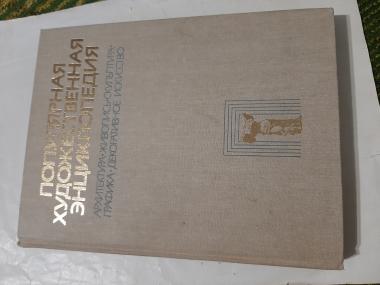 ПОПУЛЯРНАЯ
ХУДОЖЕСТВЕННАЯ
ЭНЦИКЛОПЕДИЯ
АРХИТЕКТУРА•ЖИВОПИСЬ•СКУЛЬПТУРА•
ГРАФИКА•ДЕКОРАТИВНОЕ ИСКУССТВО